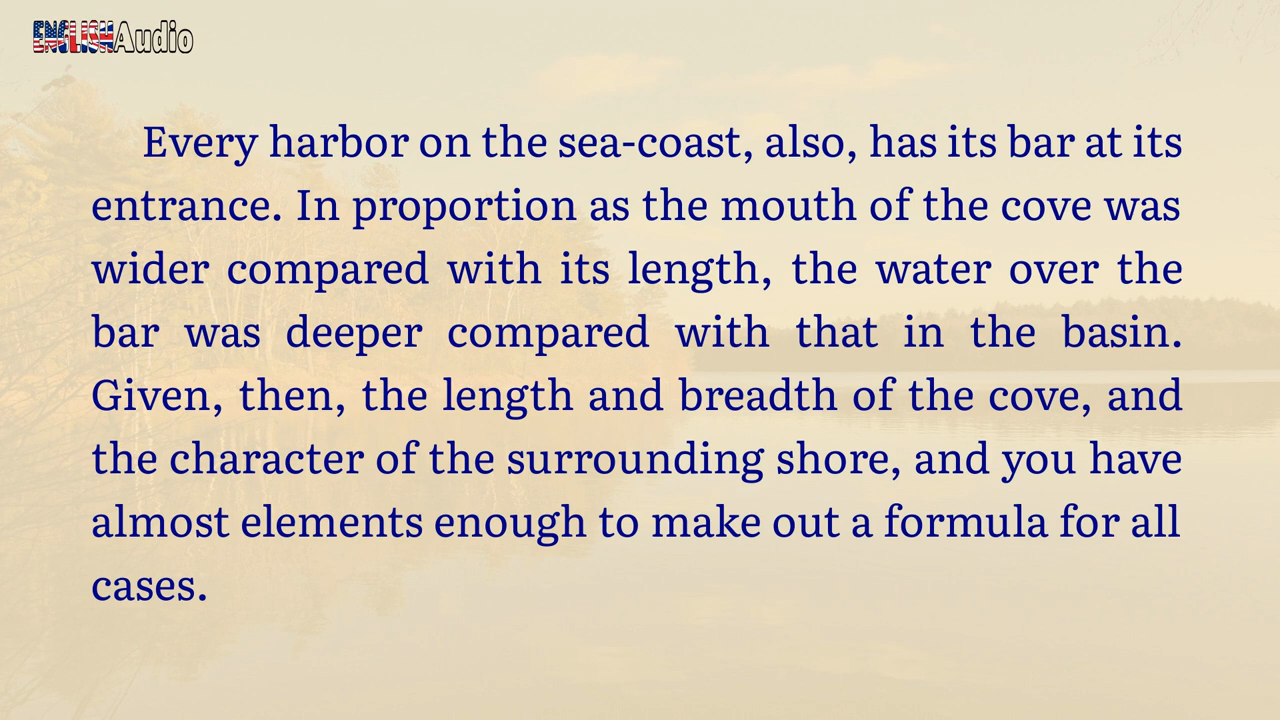 ENGLISHAudio
Every harbor on the sea-coast, also, has its bar at its
entrance. In proportion as the mouth of the cove was
wider compared with its length, the water over the
bar was deeper compared with that in the basin.
Given, then, the length and breadth of the cove, and
the character of the surrounding shore, and you have
almost elements enough to make out a formula for all
cases.